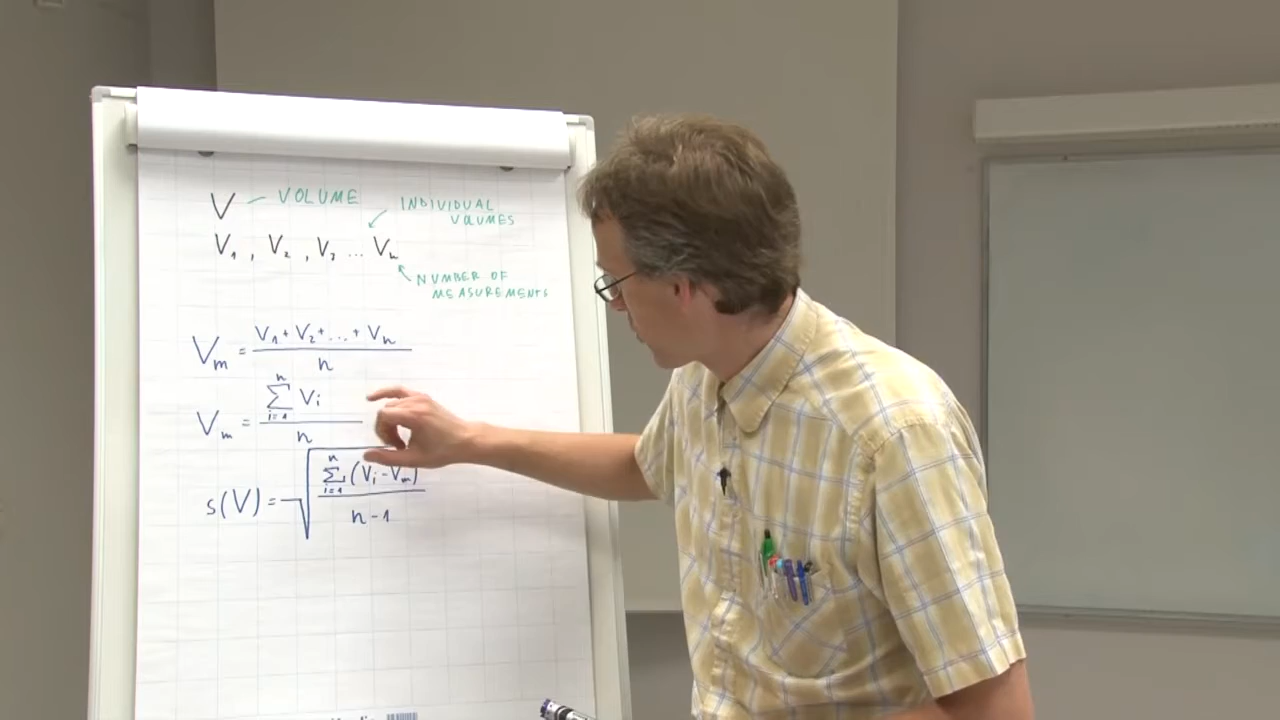 V – VOLUME
INDIVIDUAL
VOLUMES
V1, V2, V3 ... Vn
NUMBER OF
MEASUREMENTS
Vm = (V1 + V2 + ... + Vn) / n
Vm = (∑ i=1 n Vi) / n
s(V) = √((∑ i=1 n (Vi - Vm)) / (n - 1))